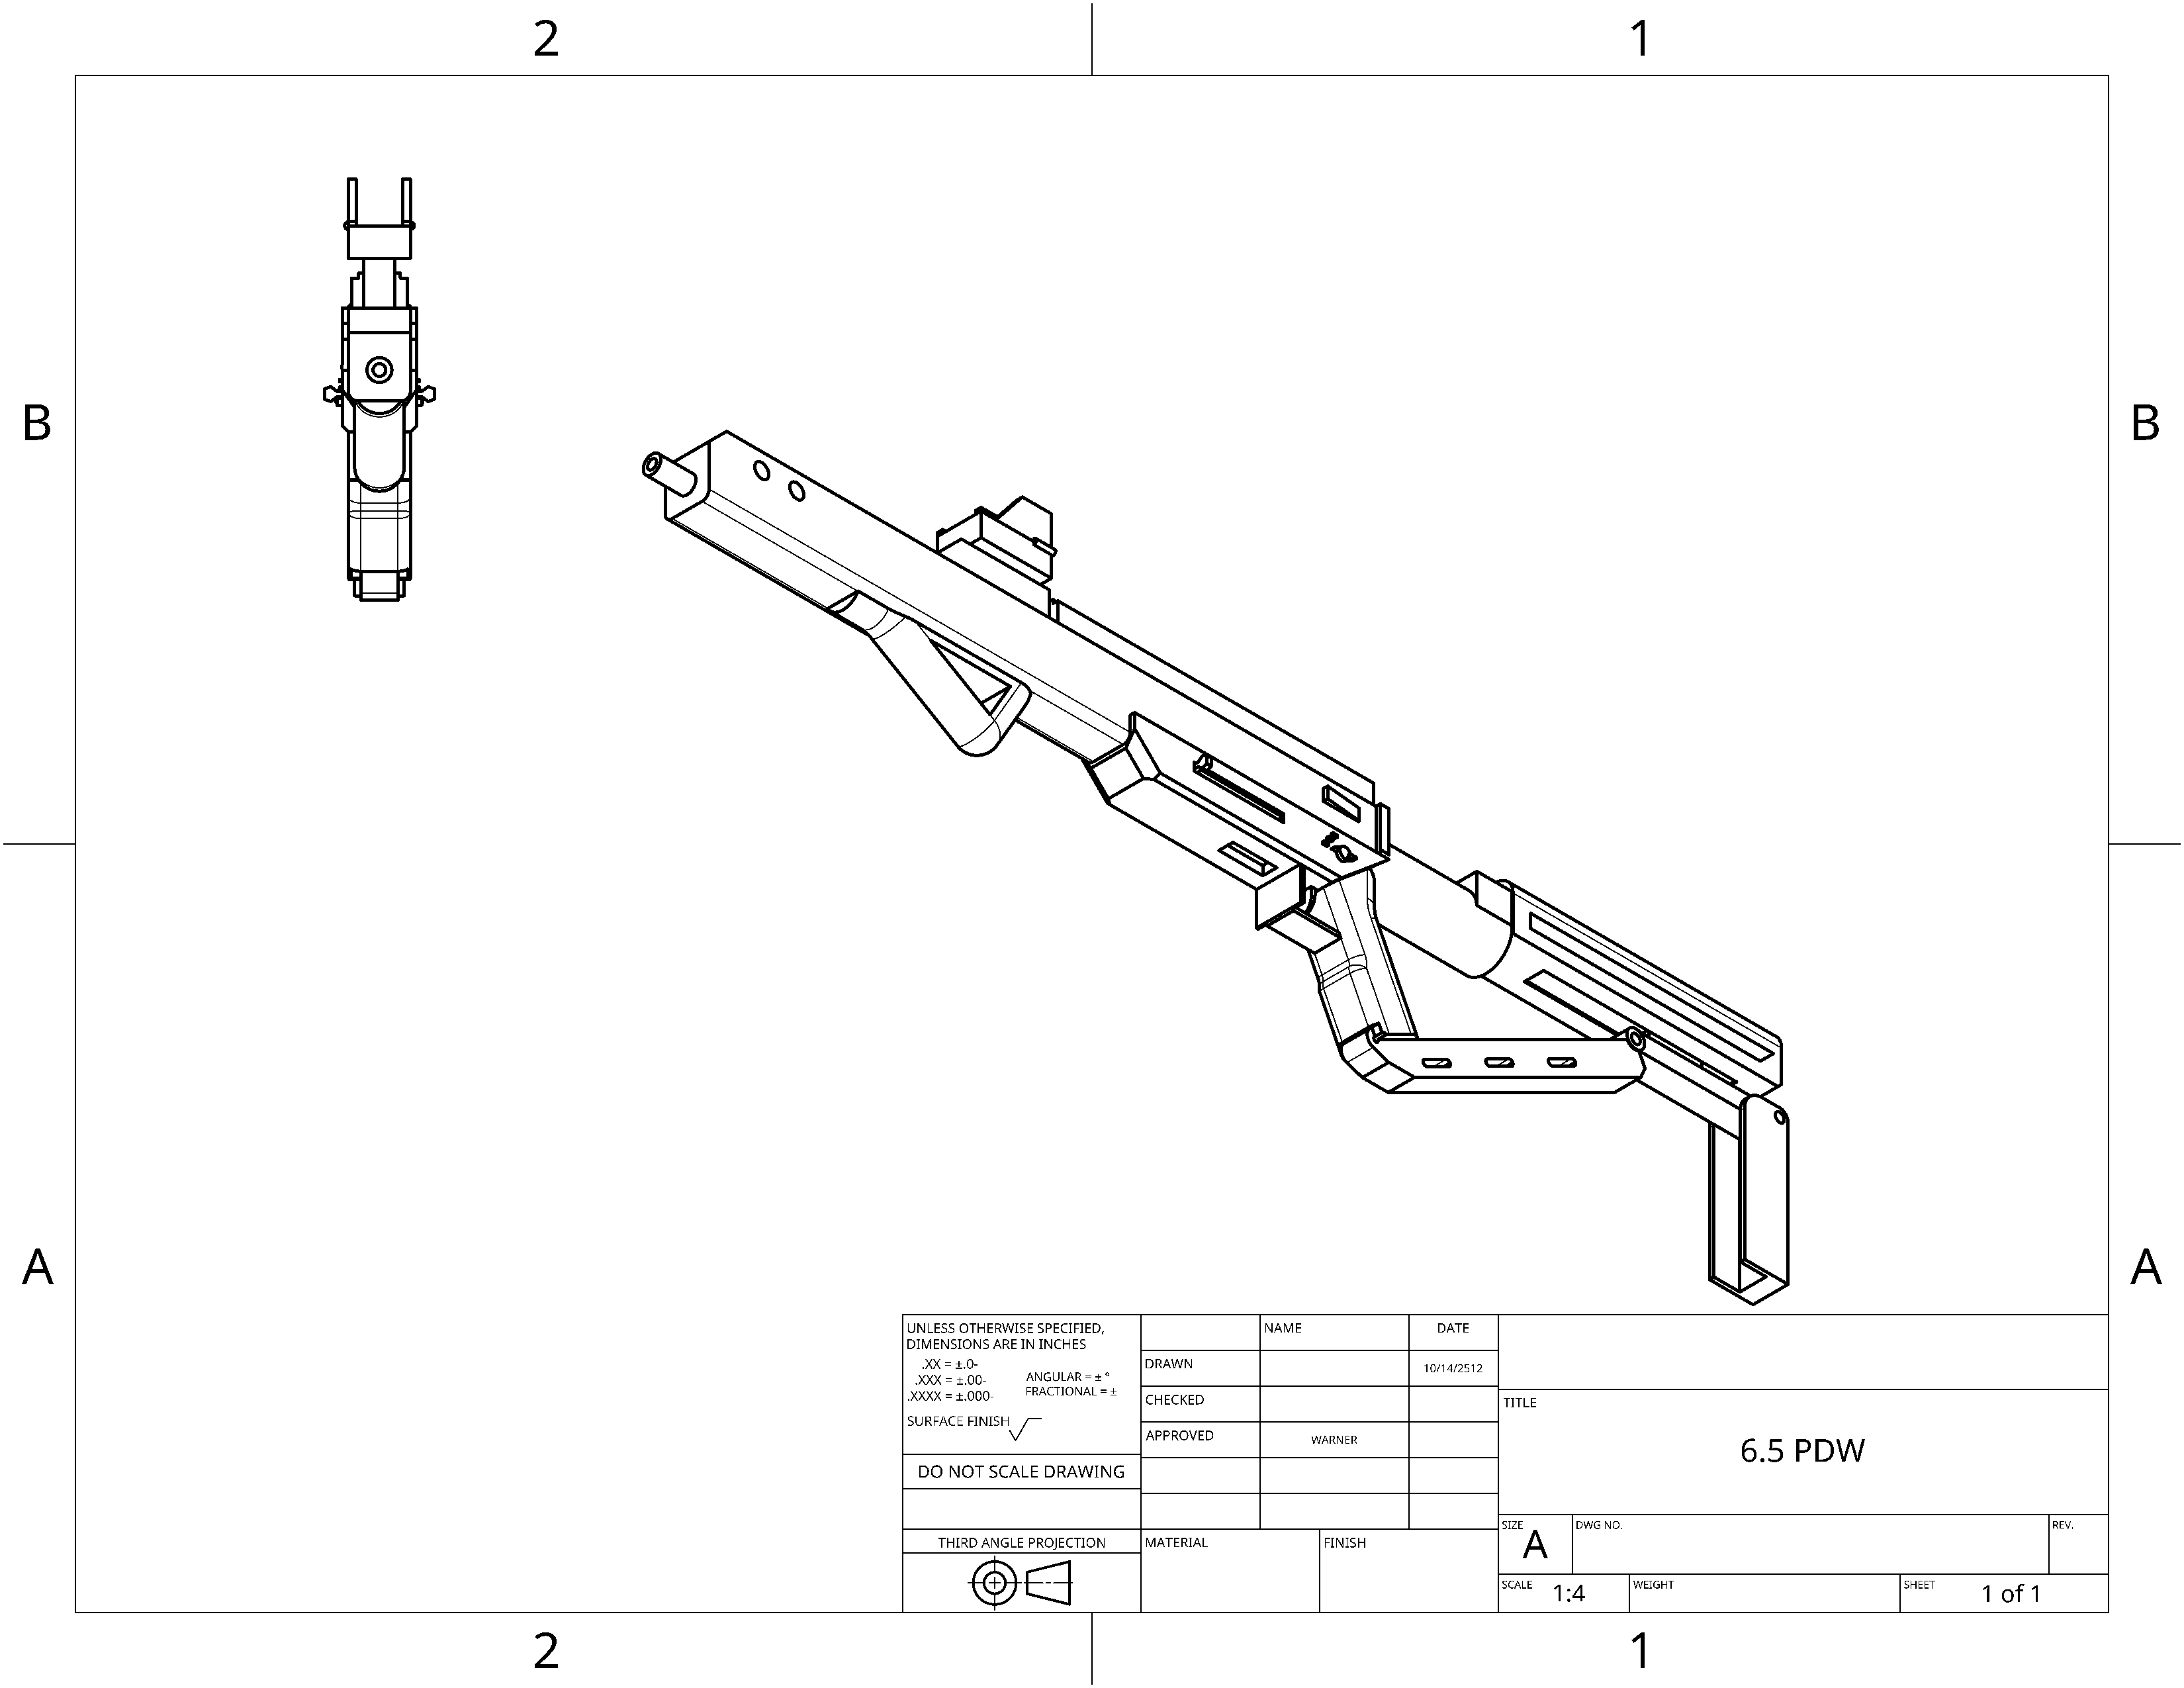 2
1
B
B
A
A
UNLESS OTHERWISE SPECIFIED,
DIMENSIONS ARE IN INCHES
.XX = ±.0-
.XXX = ±.00-
.XXXX = ±.000-
ANGULAR = ± °
FRACTIONAL = ±
SURFACE FINISH
DO NOT SCALE DRAWING
THIRD ANGLE PROJECTION
NAME
DATE
DRAWN
10/14/2512
CHECKED
APPROVED
WARNER
MATERIAL
FINISH
TITLE
6.5 PDW
SIZE
A
DWG NO.
REV.
SCALE
1:4
WEIGHT
SHEET
1 of 1
2
1